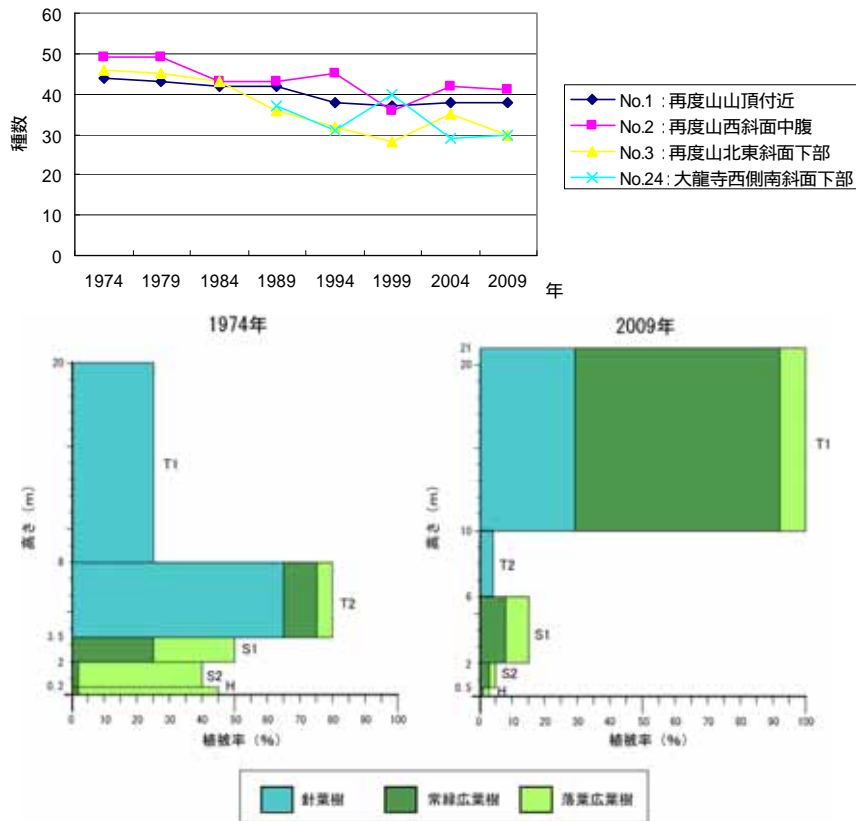 60
50
40
30
20
10
0
種数
1974 1979 1984 1989 1994 1999 2004 2009
年
No.1：再度山山頂付近
No.2：再度山西斜面中腹
No.3：再度山北東斜面下部
No.24：大龍寺西側南斜面下部
1974年
20
8
3.5
2
0.2
高さ（m）
T1
T2
S1
S2
H
0 10 20 30 40 50 60 70 80 90 100
植被率（%）
2009年
21
20
10
6
2
0.5
高さ（m）
T1
T2
S1
S2
H
0 10 20 30 40 50 60 70 80 90 100
植被率（%）
針葉樹 常緑広葉樹 落葉広葉樹